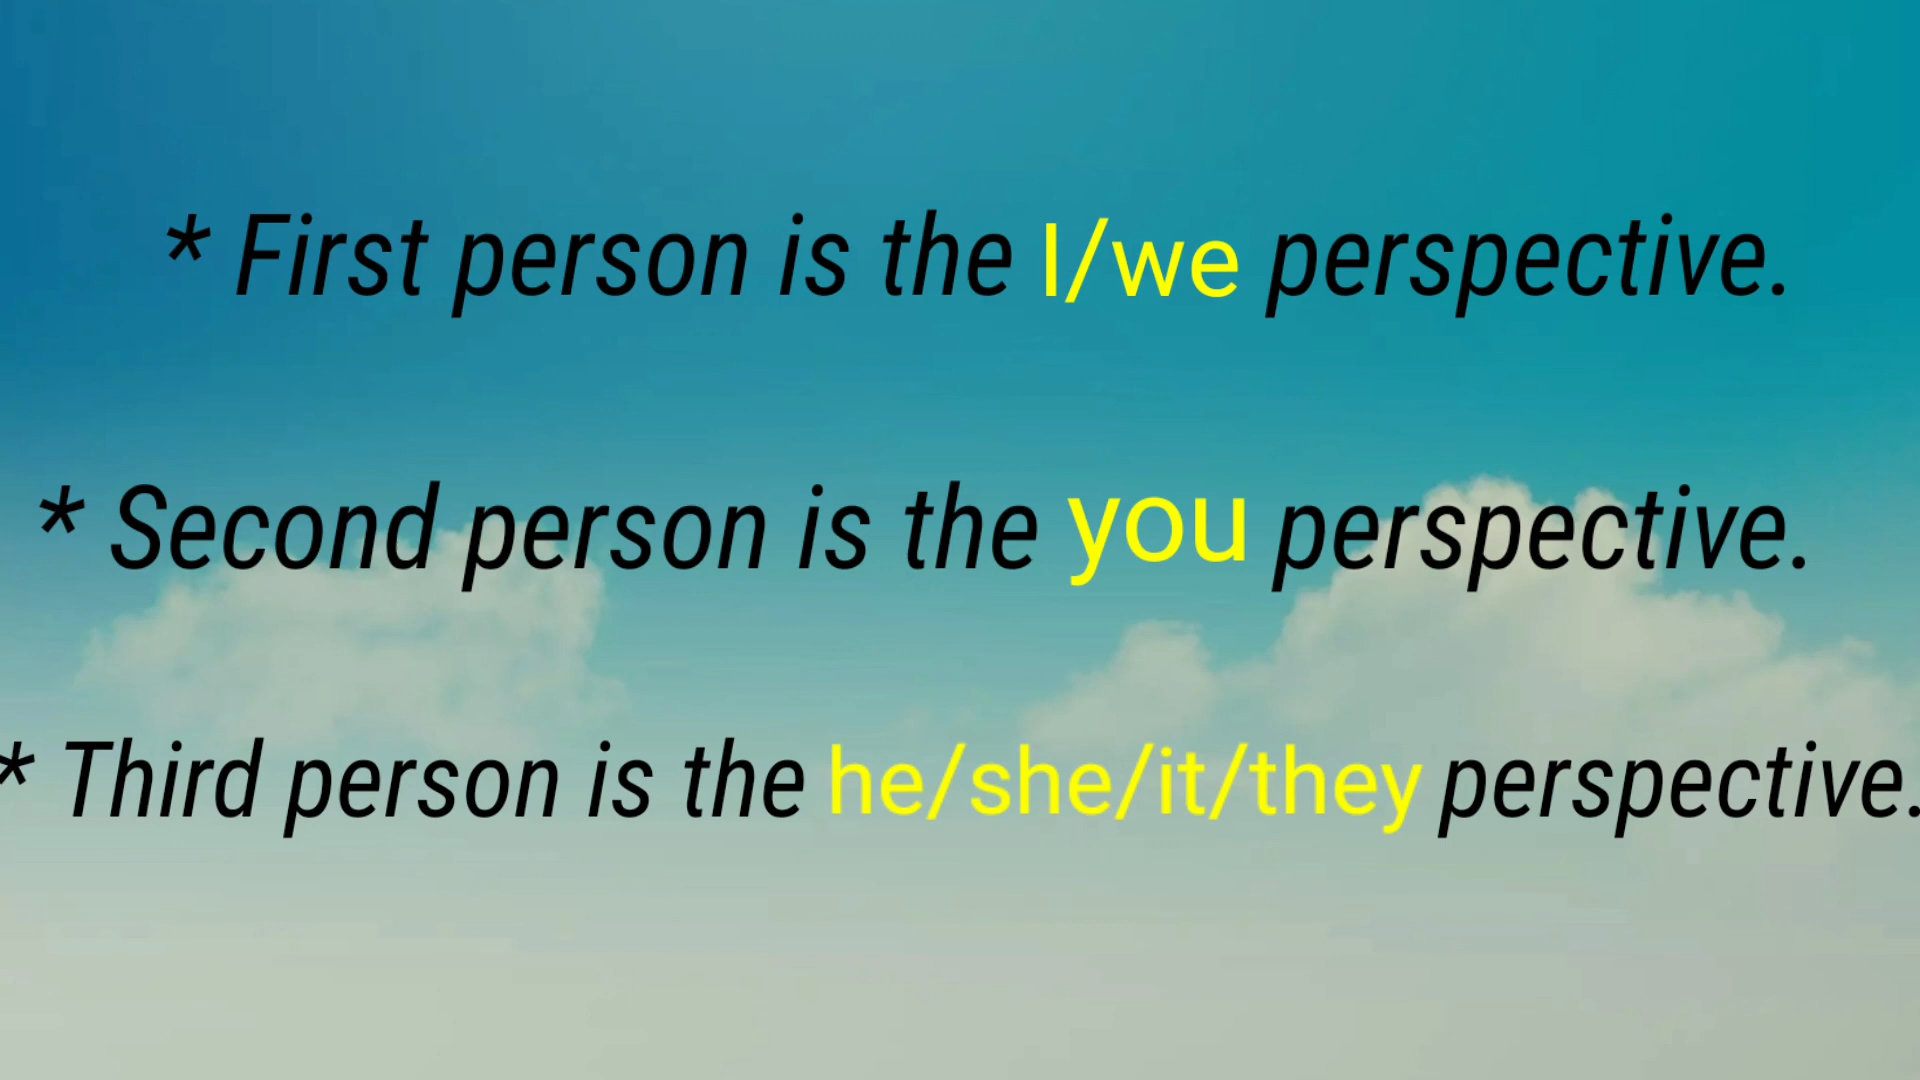 * First person is the I/we perspective.
* Second person is the you perspective.
* Third person is the he/she/it/they perspective.